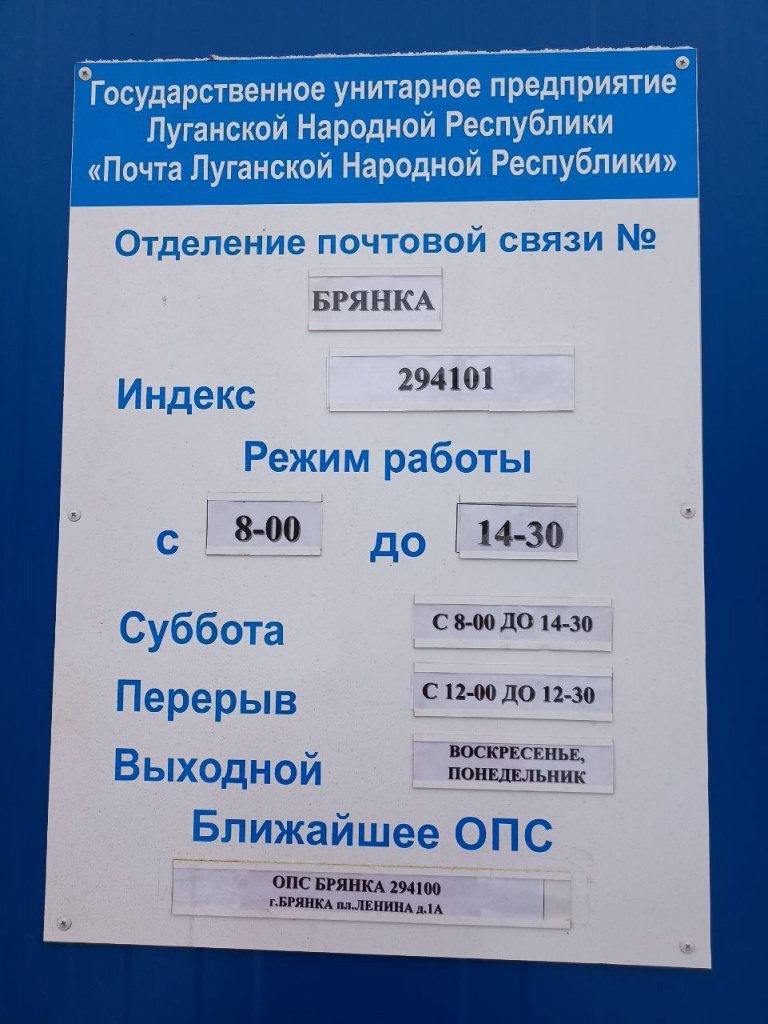 Государственное унитарное предприятие
Луганской Народной Республики
«Почта Луганской Народной Республики»
Отделение почтовой связи №
БРЯНКА
Индекс 294101
Режим работы
с 8-00 до 14-30
Суббота С 8-00 ДО 14-30
Перерыв С 12-00 ДО 12-30
Выходной ВОСКРЕСЕНЬЕ,
ПОНЕДЕЛЬНИК
Ближайшее ОПС
ОПС БРЯНКА 294100
г.БРЯНКА пл.ЛЕНИНА д.1А